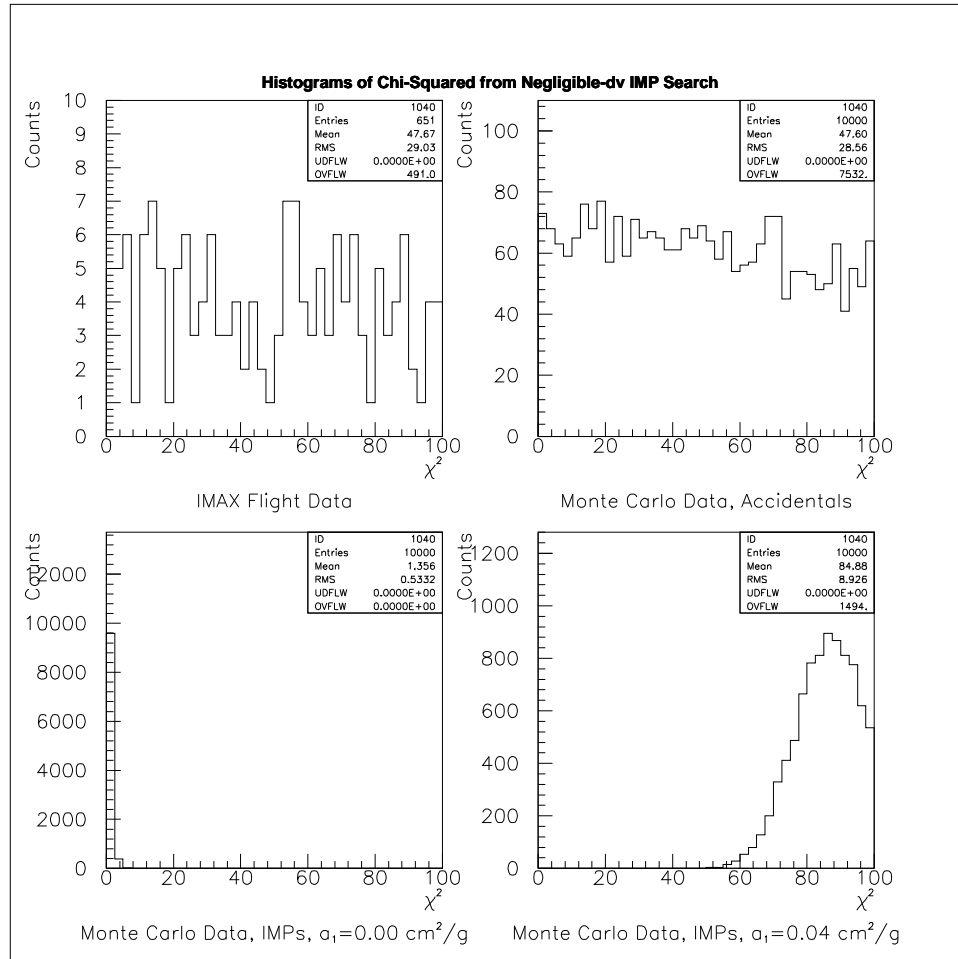 Histograms of Chi-Squared from Negligible-dv IMP Search
Counts
10
9
8
7
6
5
4
3
2
1
0
0 20 40 60 80 100
χ²
ID 1040
Entries 651
Mean 47.67
RMS 29.03
UDFLW 0.0000E+00
OVFLW 491.0
IMAX Flight Data
Counts
100
80
60
40
20
0
0 20 40 60 80 100
χ²
ID 1040
Entries 10000
Mean 47.60
RMS 28.56
UDFLW 0.0000E+00
OVFLW 7532.
Monte Carlo Data, Accidentals
Counts
12000
10000
8000
6000
4000
2000
0
0 20 40 60 80 100
χ²
ID 1040
Entries 10000
Mean 1.356
RMS 0.5332
UDFLW 0.0000E+00
OVFLW 0.0000E+00
Monte Carlo Data, IMPs, a₁=0.00 cm²/g
Counts
1200
1000
800
600
400
200
0
0 20 40 60 80 100
χ²
ID 1040
Entries 10000
Mean 84.88
RMS 8.926
UDFLW 0.0000E+00
OVFLW 1494.
Monte Carlo Data, IMPs, a₁=0.04 cm²/g